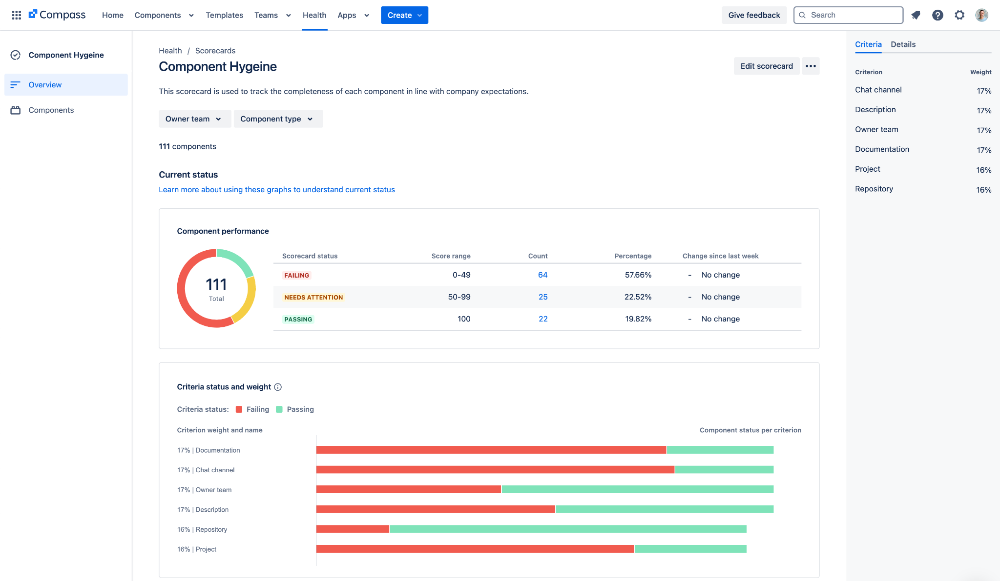 Compass Home Components Templates Teams Health Apps Create Give feedback Search
Component Hygeine
Overview
Components
Health / Scorecards
Component Hygeine
Edit scorecard
This scorecard is used to track the completeness of each component in line with company expectations.
Owner team Component type
111 components
Current status
Learn more about using these graphs to understand current status
Component performance
111
Total
Scorecard status Score range Count Percentage Change since last week
FAILING 0-49 64 57.66% - No change
NEEDS ATTENTION 50-99 25 22.52% - No change
PASSING 100 22 19.82% - No change
Criteria status and weight
Criteria status: Failing Passing
Criterion weight and name Component status per criterion
17% | Documentation
17% | Chat channel
17% | Owner team
17% | Description
16% | Repository
16% | Project
Criteria Details
Criterion Weight
Chat channel 17%
Description 17%
Owner team 17%
Documentation 17%
Project 16%
Repository 16%